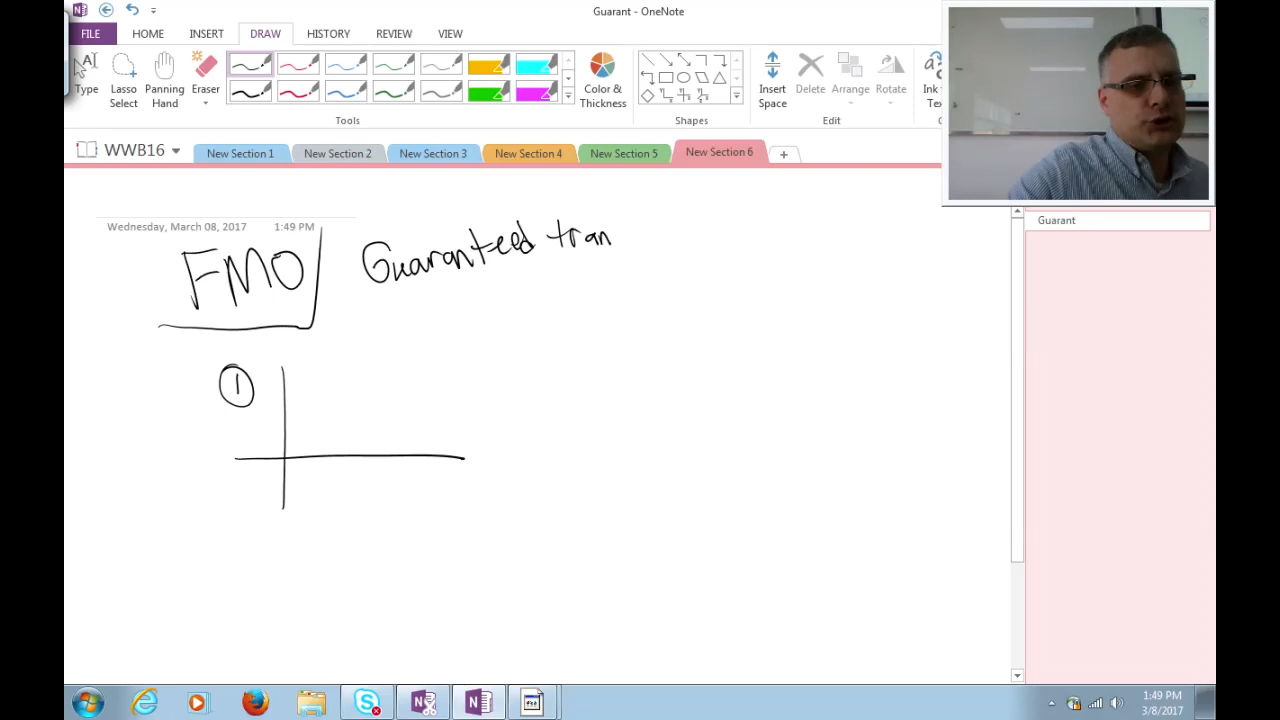 Guarant - OneNote
FILE HOME INSERT DRAW HISTORY REVIEW VIEW
Type
Lasso Select
Panning Hand
Eraser
Color & Thickness
Insert Space
Delete
Arrange
Rotate
Ink to Tex
Tools
Shapes
Edit
WWB16
New Section 1
New Section 2
New Section 3
New Section 4
New Section 5
New Section 6
Guarant
Wednesday, March 08, 2017 1:49 PM
FMO Guaranteed tran
1
1:49 PM
3/8/2017